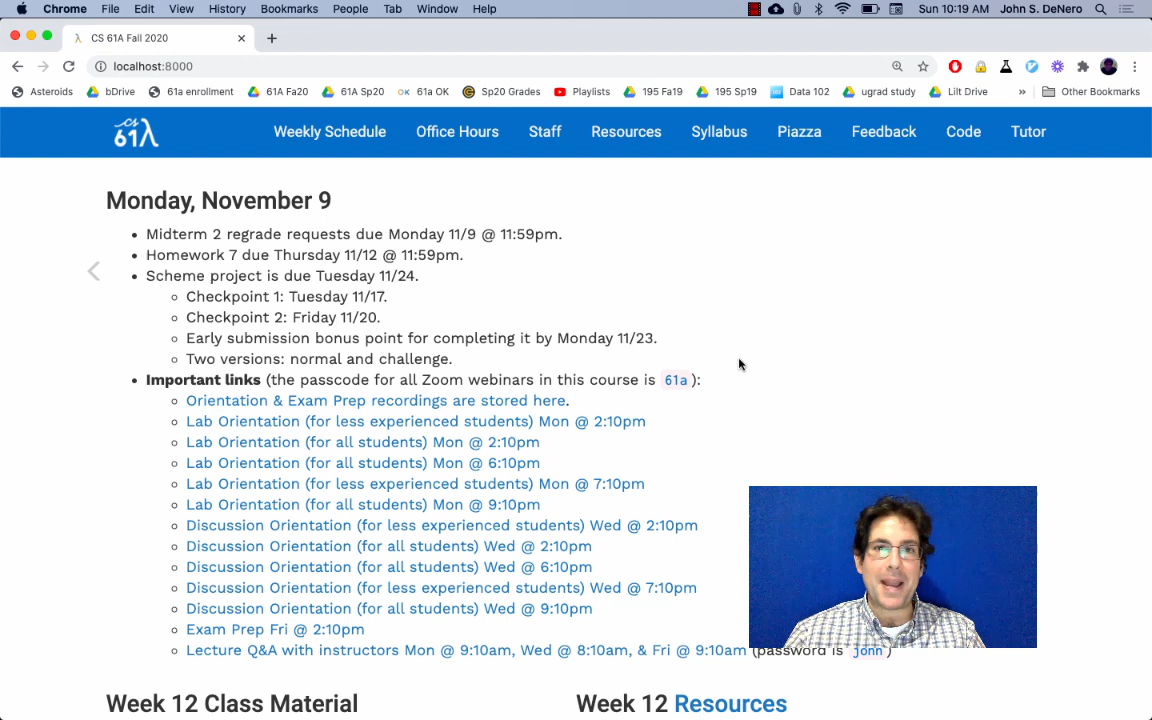 Chrome File Edit View History Bookmarks People Tab Window Help Sun 10:19 AM John S. DeNero
CS 61A Fall 2020
localhost:8000
Asteroids bDrive 61a enrollment 61A Fa20 61A Sp20 OK 61a OK Sp20 Grades Playlists 195 Fa19 195 Sp19 Data 102 ugrad study Lilt Drive » Other Bookmarks
CS 61λ Weekly Schedule Office Hours Staff Resources Syllabus Piazza Feedback Code Tutor
Monday, November 9
Midterm 2 regrade requests due Monday 11/9 @ 11:59pm.
Homework 7 due Thursday 11/12 @ 11:59pm.
Scheme project is due Tuesday 11/24.
Checkpoint 1: Tuesday 11/17.
Checkpoint 2: Friday 11/20.
Early submission bonus point for completing it by Monday 11/23.
Two versions: normal and challenge.
Important links (the passcode for all Zoom webinars in this course is 61a ):
Orientation & Exam Prep recordings are stored here.
Lab Orientation (for less experienced students) Mon @ 2:10pm
Lab Orientation (for all students) Mon @ 2:10pm
Lab Orientation (for all students) Mon @ 6:10pm
Lab Orientation (for less experienced students) Mon @ 7:10pm
Lab Orientation (for all students) Mon @ 9:10pm
Discussion Orientation (for less experienced students) Wed @ 2:10pm
Discussion Orientation (for all students) Wed @ 2:10pm
Discussion Orientation (for all students) Wed @ 6:10pm
Discussion Orientation (for less experienced students) Wed @ 7:10pm
Discussion Orientation (for all students) Wed @ 9:10pm
Exam Prep Fri @ 2:10pm
Lecture Q&A with instructors Mon @ 9:10am, Wed @ 8:10am, & Fri @ 9:10am (password is john )
Week 12 Class Material Week 12 Resources